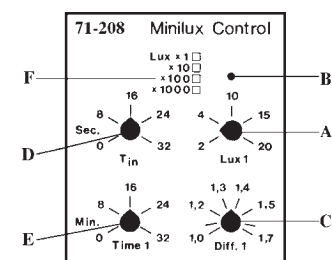 71-208 Minilux Control
Lux × 1
F × 10 B
× 100
× 1000
16 10
8 24 4 15
Sec. A
D 0 32 2 20
Tin Lux 1
16 1,3 1,4
8 24 1,2 1,5
Min. C
E 0 32 1,0 1,7
Time 1 Diff. 1